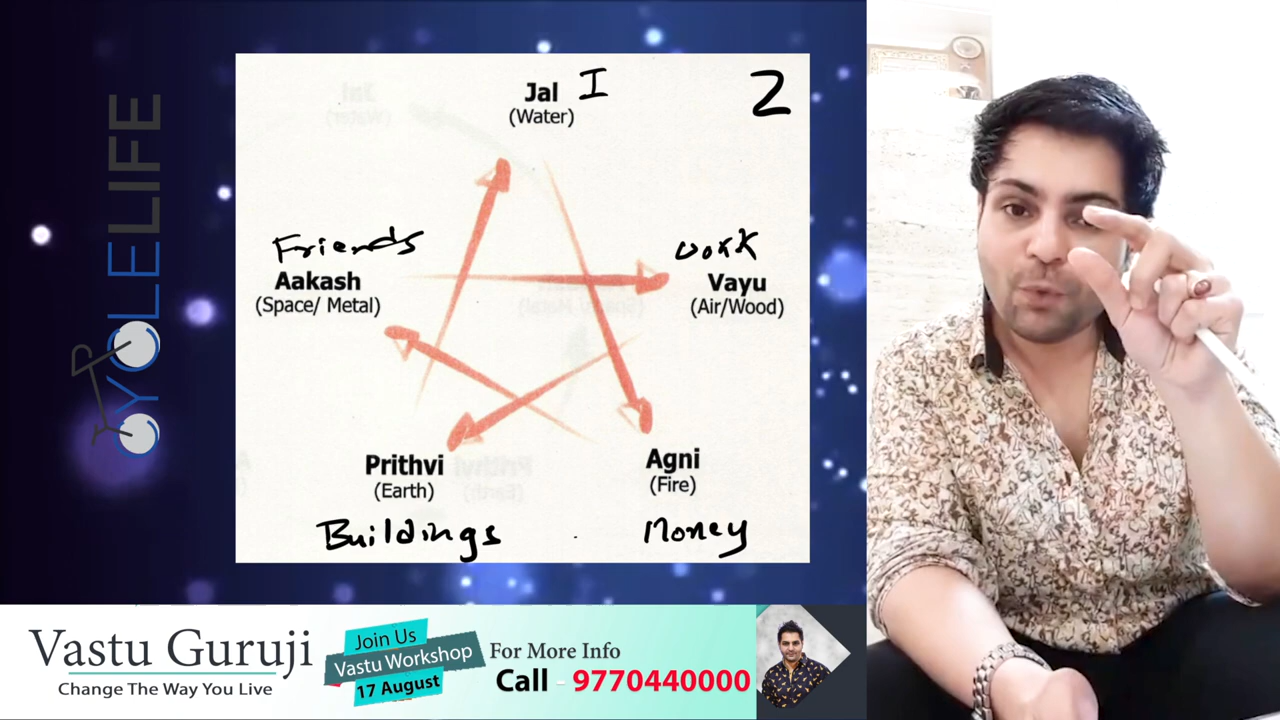 CYCLELIFE
Jal I
(Water)
2
Friends
Aakash
(Space/ Metal)
work
Vayu
(Air/Wood)
Prithvi
(Earth)
Buildings
Agni
(Fire)
Money
Vastu Guruji
Change The Way You Live
Join Us
Vastu Workshop
17 August
For More Info
Call - 9770440000